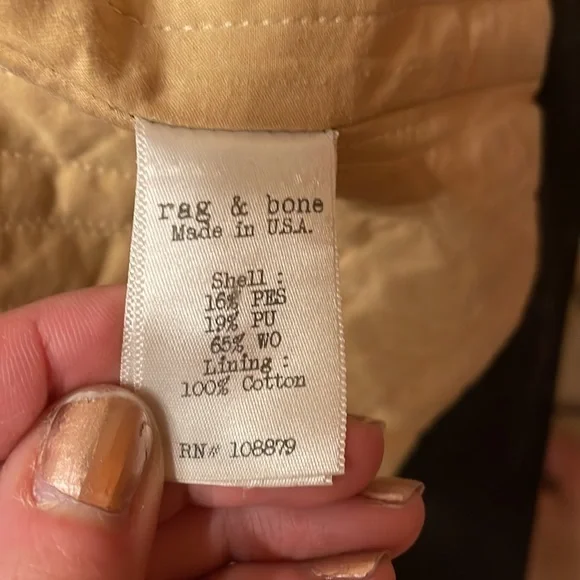 rag & bone
Made in U.S.A.
Shell :
16% PES
19% PU
65% WO
Lining :
100% Cotton
RN# 108879